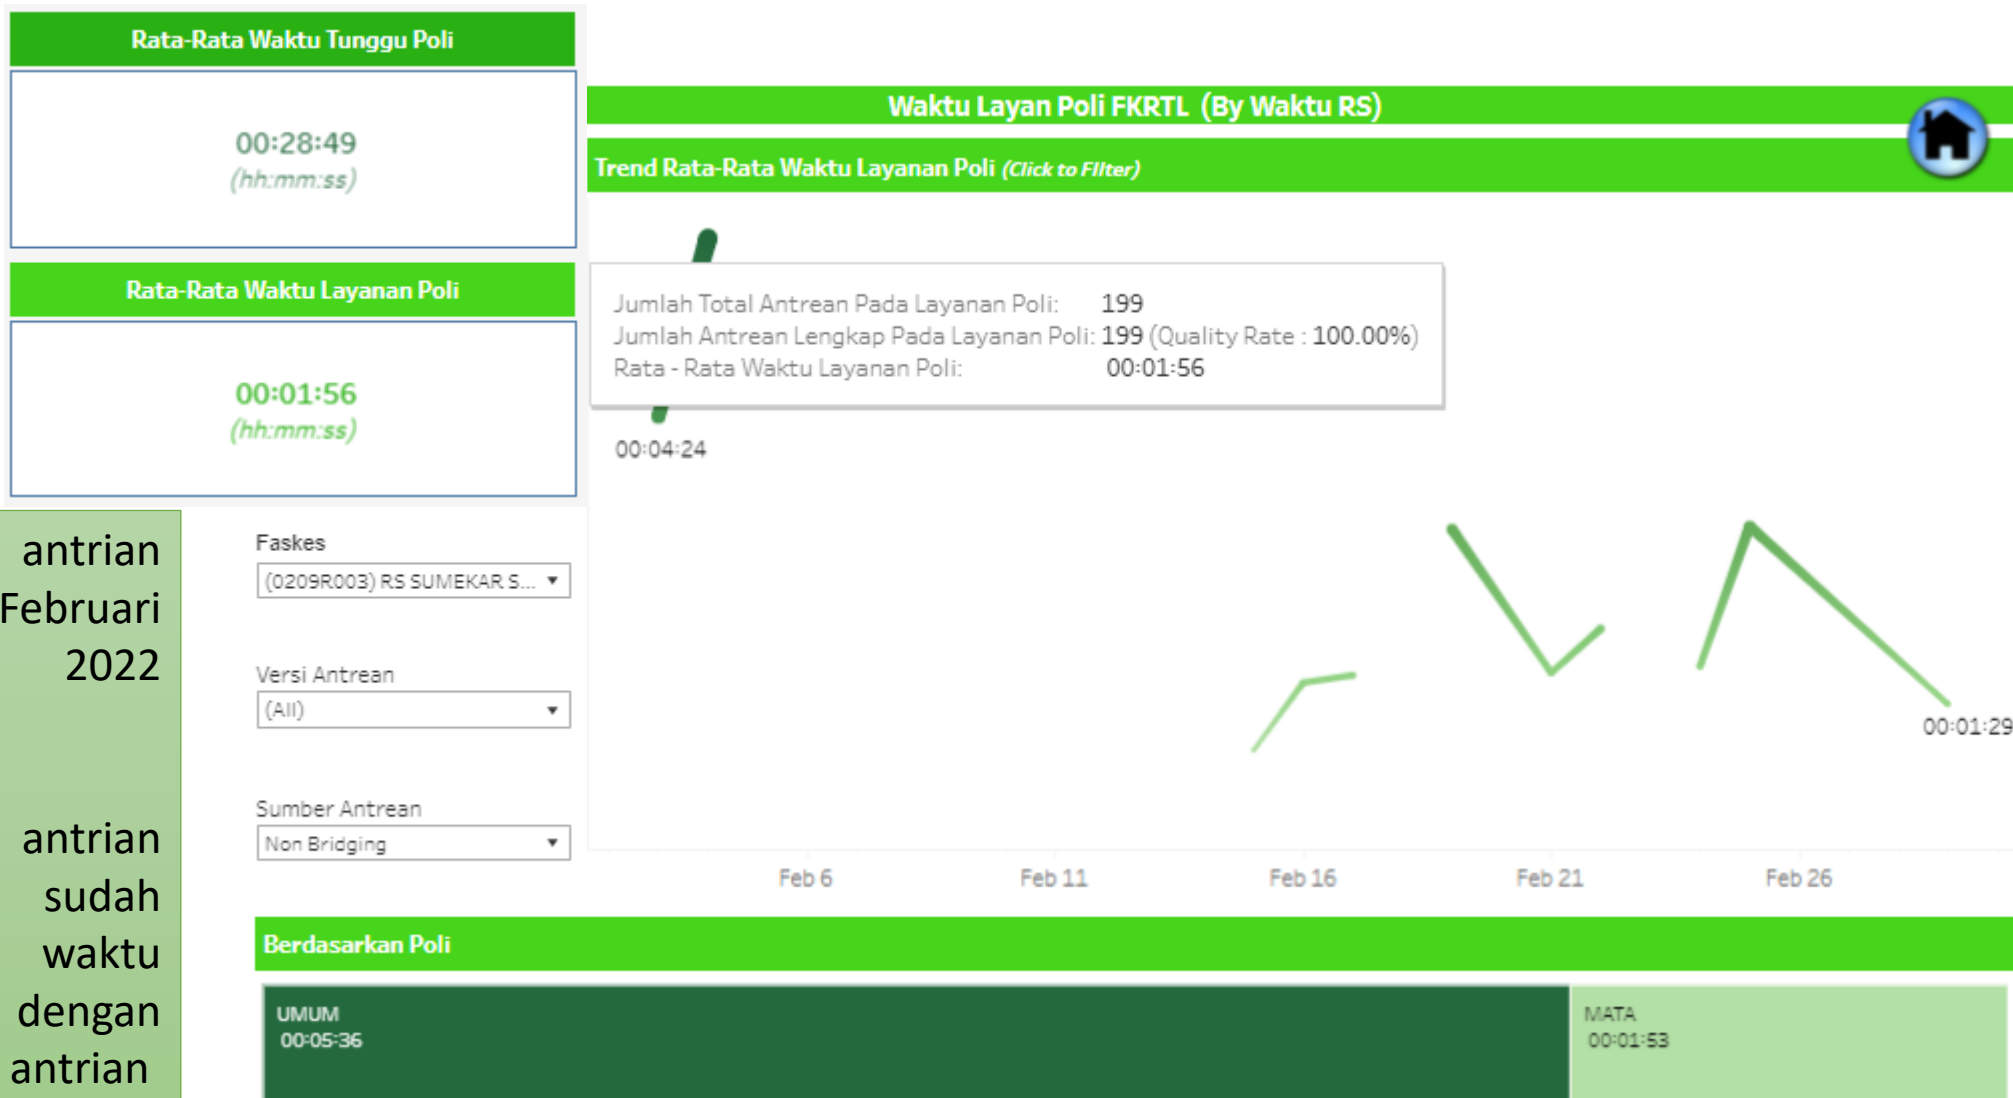 Rata-Rata Waktu Tunggu Poli
00:28:49
(hh:mm:ss)
Rata-Rata Waktu Layanan Poli
00:01:56
(hh:mm:ss)
Waktu Layan Poli FKRTL (By Waktu RS)
Trend Rata-Rata Waktu Layanan Poli (Click to FIlter)
Jumlah Total Antrean Pada Layanan Poli: 199
Jumlah Antrean Lengkap Pada Layanan Poli: 199 (Quality Rate : 100.00%)
Rata - Rata Waktu Layanan Poli: 00:01:56
00:04:24
00:01:29
Feb 6 Feb 11 Feb 16 Feb 21 Feb 26
antrian
Februari
2022
antrian
sudah
waktu
dengan
antrian
Faskes
(0209R003) RS SUMEKAR S...
Versi Antrean
(All)
Sumber Antrean
Non Bridging
Berdasarkan Poli
UMUM
00:05:36
MATA
00:01:53